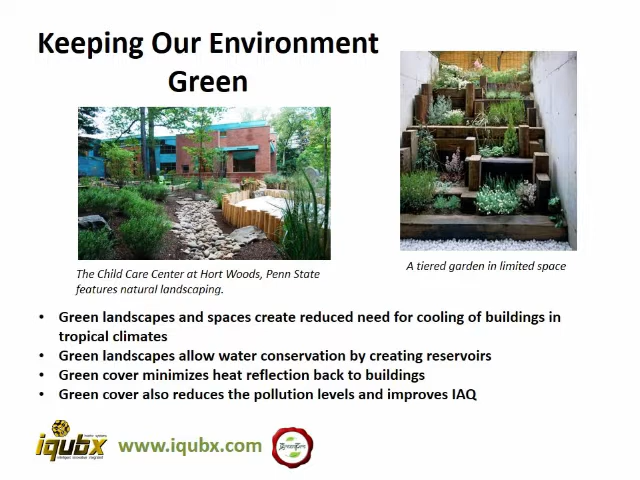 Keeping Our Environment
Green
The Child Care Center at Hort Woods, Penn State
features natural landscaping.
A tiered garden in limited space
• Green landscapes and spaces create reduced need for cooling of buildings in
tropical climates
• Green landscapes allow water conservation by creating reservoirs
• Green cover minimizes heat reflection back to buildings
• Green cover also reduces the pollution levels and improves IAQ
iqubx
www.iqubx.com